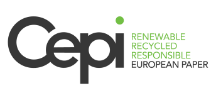 Cepi
RENEWABLE
RECYCLED
RESPONSIBLE
EUROPEAN PAPER